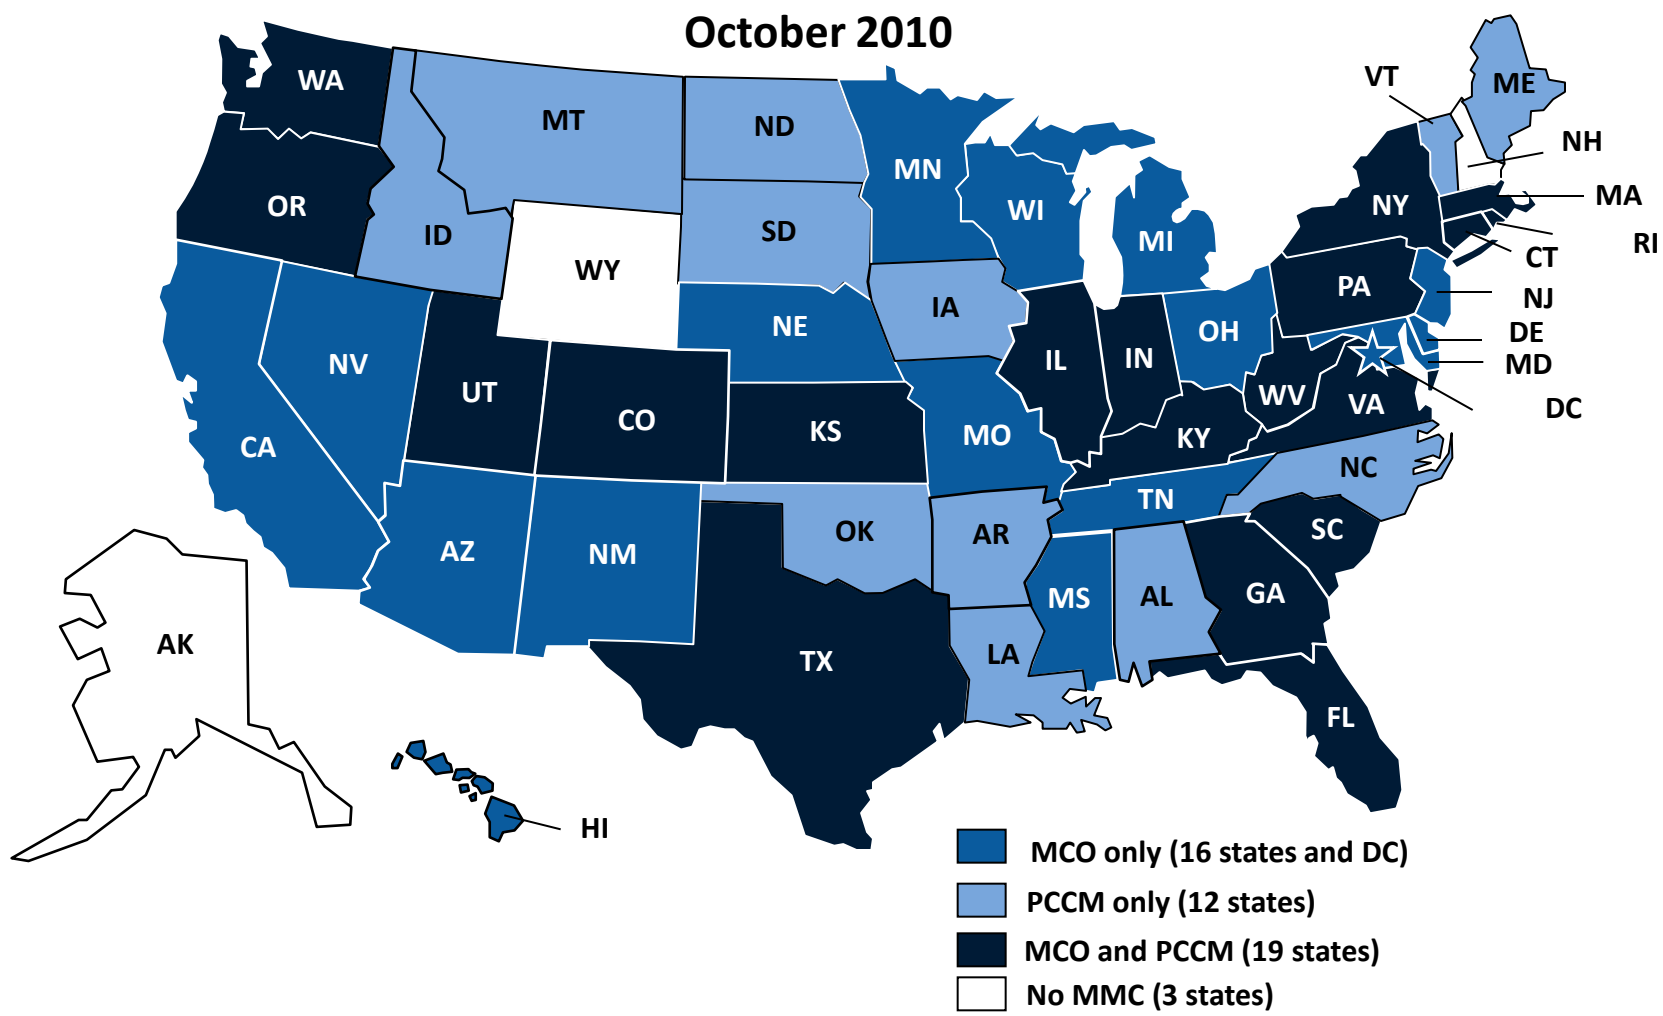 October 2010
WA
MT
ND
MN
VT
ME
NH
OR
ID
SD
WI
MI
NY
MA
RI
CT
WY
IA
PA
NJ
NE
OH
DE
MD
NV
UT
CO
IL
IN
WV
VA
DC
CA
KS
MO
KY
NC
TN
AZ
NM
OK
AR
SC
MS
AL
GA
AK
TX
LA
FL
HI
MCO only (16 states and DC)
PCCM only (12 states)
MCO and PCCM (19 states)
No MMC (3 states)